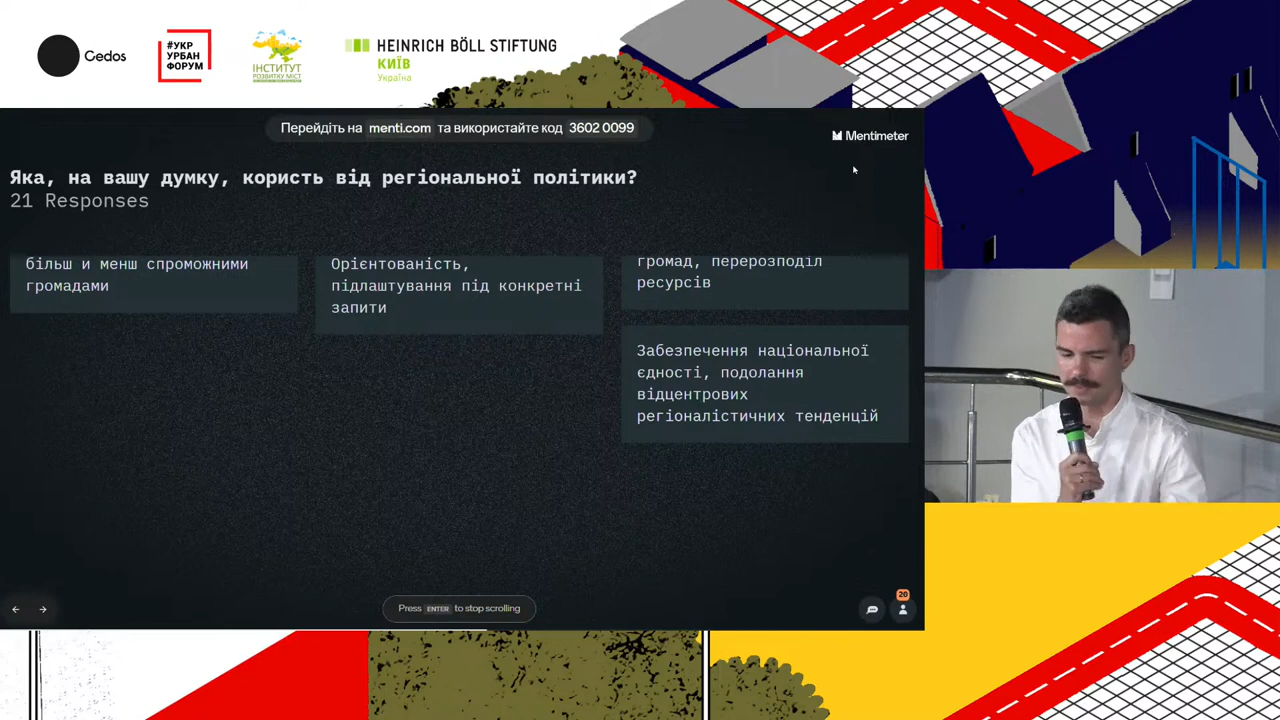 Cedos
#УКР
УРБАН
ФОРУМ
ІНСТИТУТ
РОЗВИТКУ МІСТ
HEINRICH BÖLL STIFTUNG
КИЇВ
Україна
Перейдіть на menti.com та використайте код 3602 0099
Mentimeter
Яка, на вашу думку, користь від регіональної політики?
21 Responses
більш и менш спроможними
громадами
Орієнтованість,
підлаштування під конкретні
запити
громад, перерозподіл
ресурсів
Забезпечення національної
єдності, подолання
відцентрових
регіоналістичних тенденцій
Press ENTER to stop scrolling
20